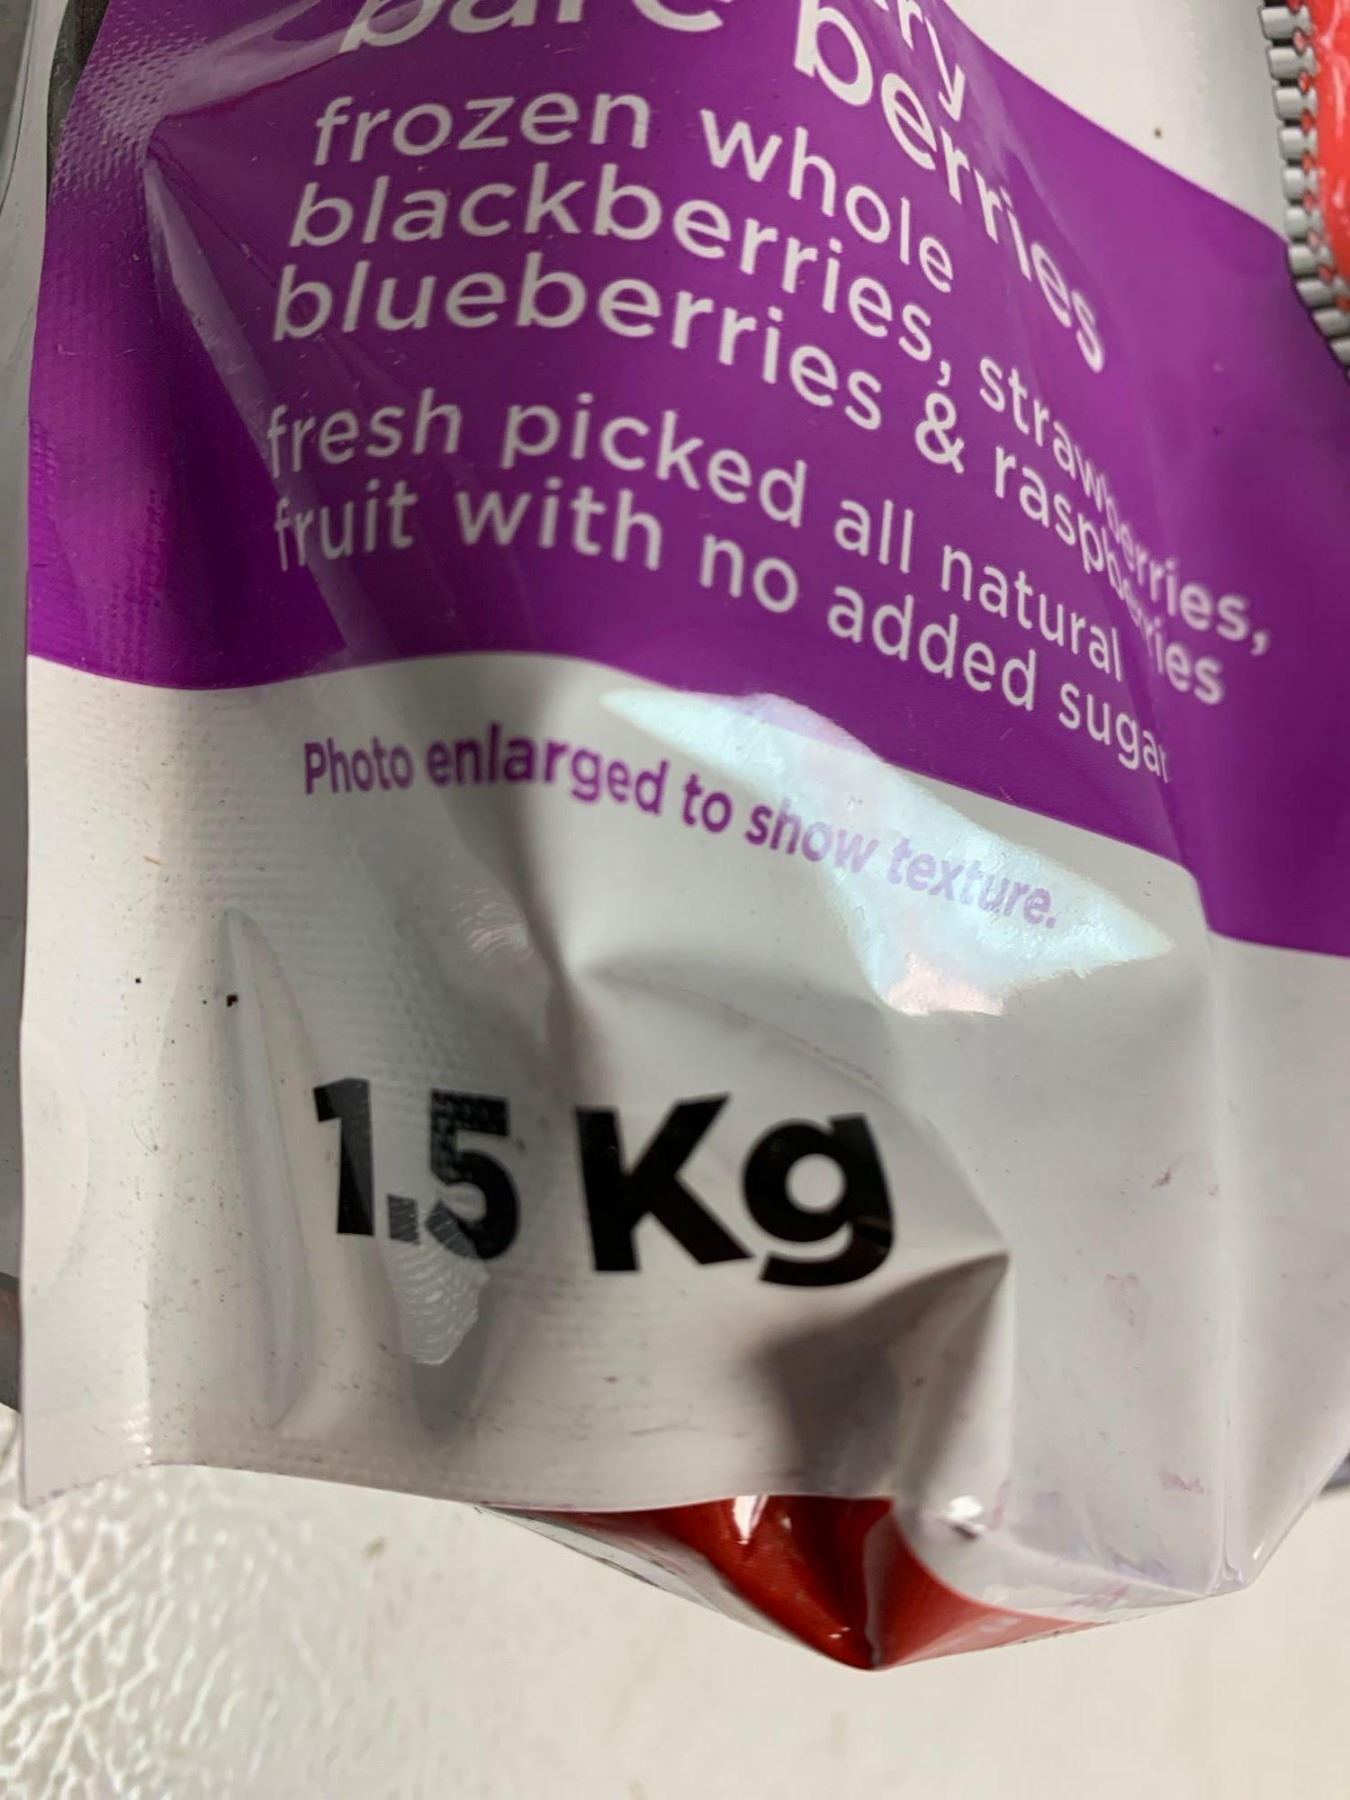 bare
berries
frozen whole
blackberries, strawberries,
blueberries & raspberries
fresh picked all natural
fruit with no added sugar
Photo enlarged to show texture.
1.5 Kg